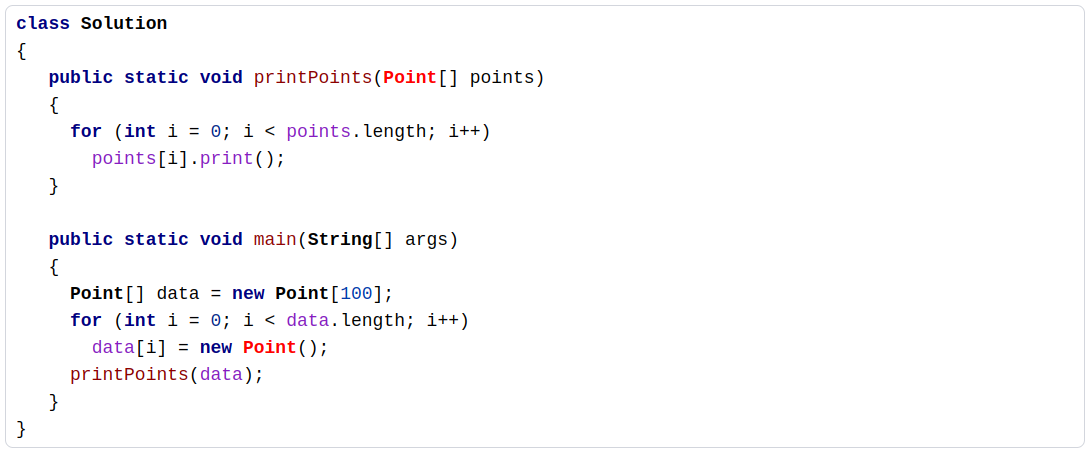 class Solution
{
   public static void printPoints(Point[] points)
   {
     for (int i = 0; i < points.length; i++)
       points[i].print();
   }

   public static void main(String[] args)
   {
     Point[] data = new Point[100];
     for (int i = 0; i < data.length; i++)
       data[i] = new Point();
     printPoints(data);
   }
}